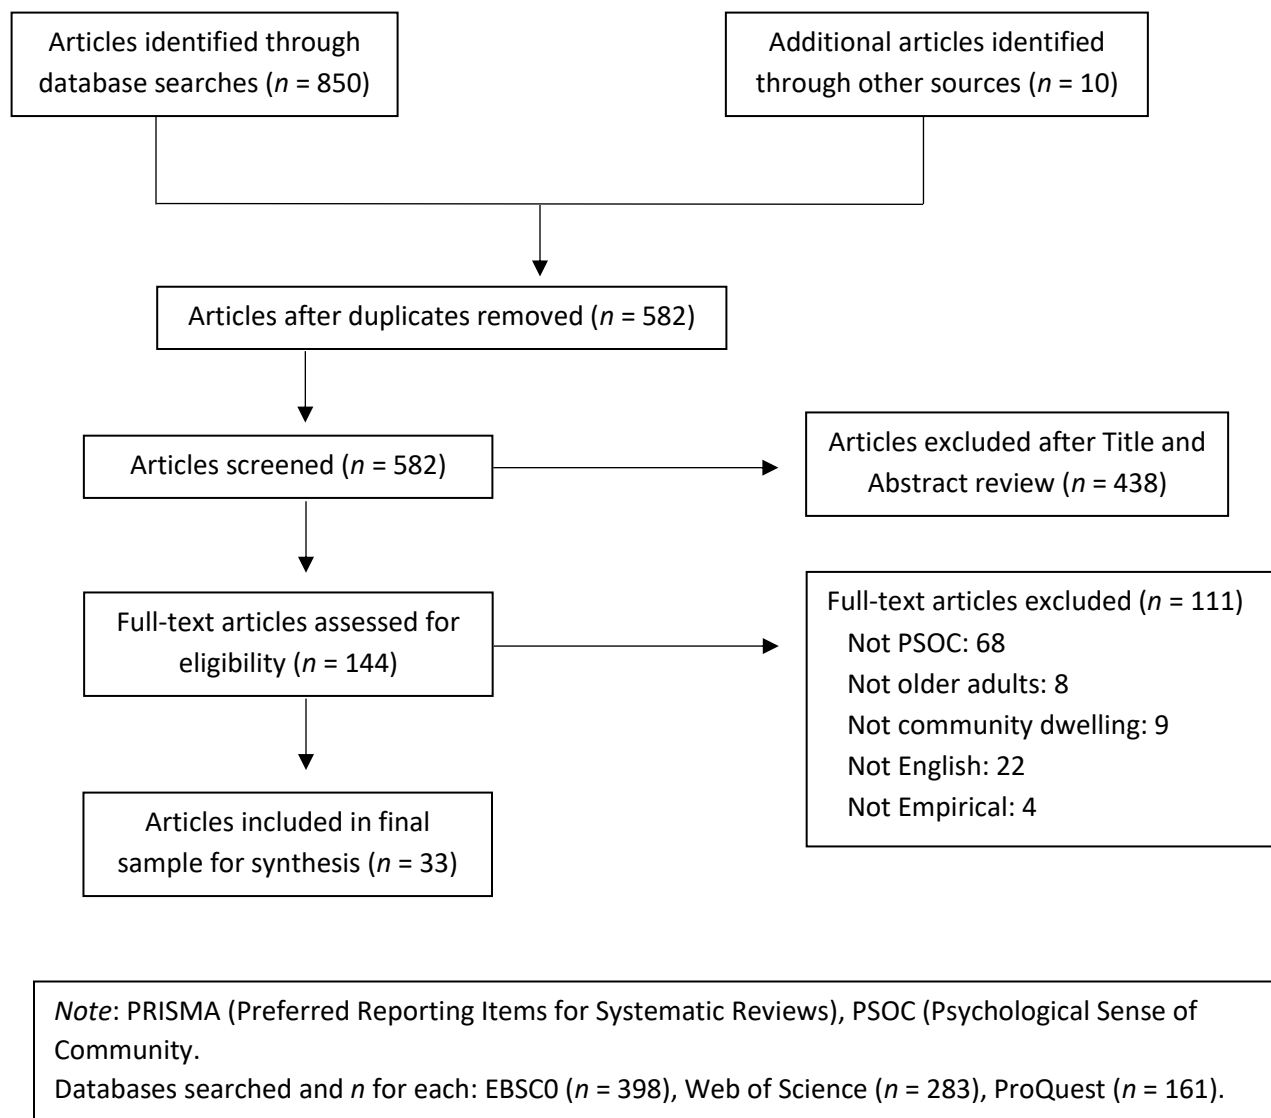 Articles identified through
database searches (n = 850)
Additional articles identified
through other sources (n = 10)
Articles after duplicates removed (n = 582)
Articles screened (n = 582)
Articles excluded after Title and
Abstract review (n = 438)
Full-text articles assessed for
eligibility (n = 144)
Full-text articles excluded (n = 111)
Not PSOC: 68
Not older adults: 8
Not community dwelling: 9
Not English: 22
Not Empirical: 4
Articles included in final
sample for synthesis (n = 33)
Note: PRISMA (Preferred Reporting Items for Systematic Reviews), PSOC (Psychological Sense of
Community.
Databases searched and n for each: EBSC0 (n = 398), Web of Science (n = 283), ProQuest (n = 161).